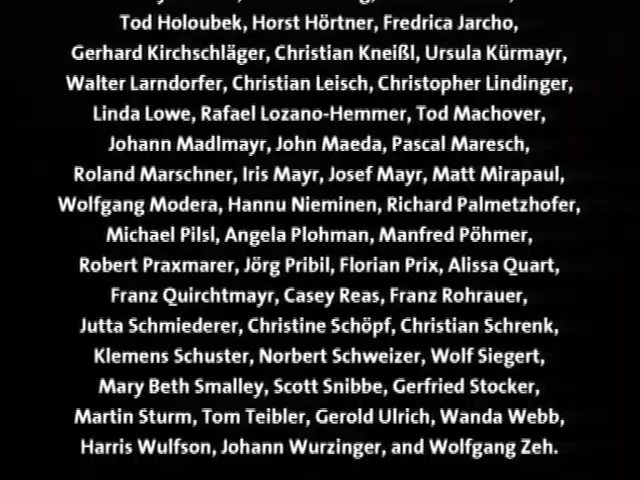 Tod Holoubek, Horst Hörtner, Fredrica Jarcho,
Gerhard Kirchschläger, Christian Kneißl, Ursula Kürmayr,
Walter Larndorfer, Christian Leisch, Christopher Lindinger,
Linda Lowe, Rafael Lozano-Hemmer, Tod Machover,
Johann Madlmayr, John Maeda, Pascal Maresch,
Roland Marschner, Iris Mayr, Josef Mayr, Matt Mirapaul,
Wolfgang Modera, Hannu Nieminen, Richard Palmetzhofer,
Michael Pilsl, Angela Plohman, Manfred Pöhmer,
Robert Praxmarer, Jörg Pribil, Florian Prix, Alissa Quart,
Franz Quirchtmayr, Casey Reas, Franz Rohrauer,
Jutta Schmiederer, Christine Schöpf, Christian Schrenk,
Klemens Schuster, Norbert Schweizer, Wolf Siegert,
Mary Beth Smalley, Scott Snibbe, Gerfried Stocker,
Martin Sturm, Tom Teibler, Gerold Ulrich, Wanda Webb,
Harris Wulfson, Johann Wurzinger, and Wolfgang Zeh.